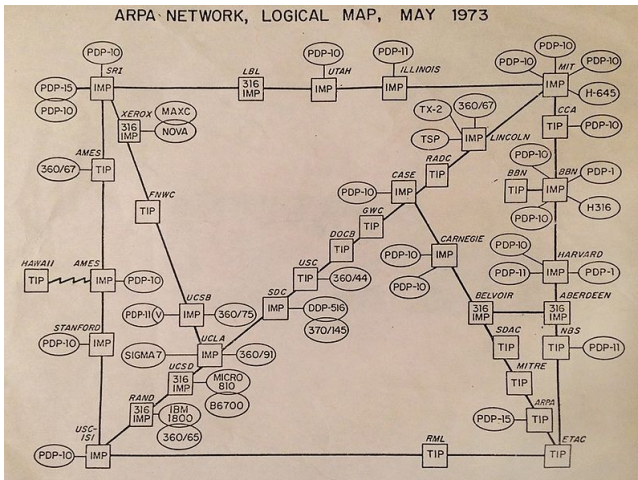 ARPA NETWORK, LOGICAL MAP, MAY 1973
PDP-10
PDP-10
PDP-11
PDP-10
PDP-10
PDP-10
SRI
IMP
LBL
316
IMP
UTAH
IMP
ILLINOIS
IMP
MIT
IMP
PDP-15
PDP-10
H-645
XEROX
316
IMP
MAXC
NOVA
TX-2
360/67
TSP
IMP
LINCOLN
CCA
TIP
PDP-10
AMES
360/67
TIP
RADC
TIP
PDP-10
BBN
TIP
BBN
IMP
PDP-1
H316
PDP-10
FNWC
TIP
CASE
PDP-10
IMP
GWC
TIP
DOCB
TIP
CARNEGIE
PDP-10
IMP
PDP-10
PDP-10
PDP-11
HARVARD
IMP
PDP-1
HAWAII
TIP
AMES
IMP
PDP-10
USC
TIP
360/44
UCSB
PDP-11(V
IMP
360/75
SDC
IMP
DDP-516
370/145
BELVOIR
316
IMP
ABERDEEN
316
IMP
STANFORD
PDP-10
IMP
UCLA
SIGMA7
IMP
360/91
SDAC
TIP
NBS
TIP
PDP-11
UCSD
316
IMP
MICRO
810
B6700
MITRE
TIP
RAND
316
IMP
IBM
1800
360/65
ARPA
PDP-15
TIP
USC-
ISI
PDP-10
IMP
RML
TIP
ETAC
TIP